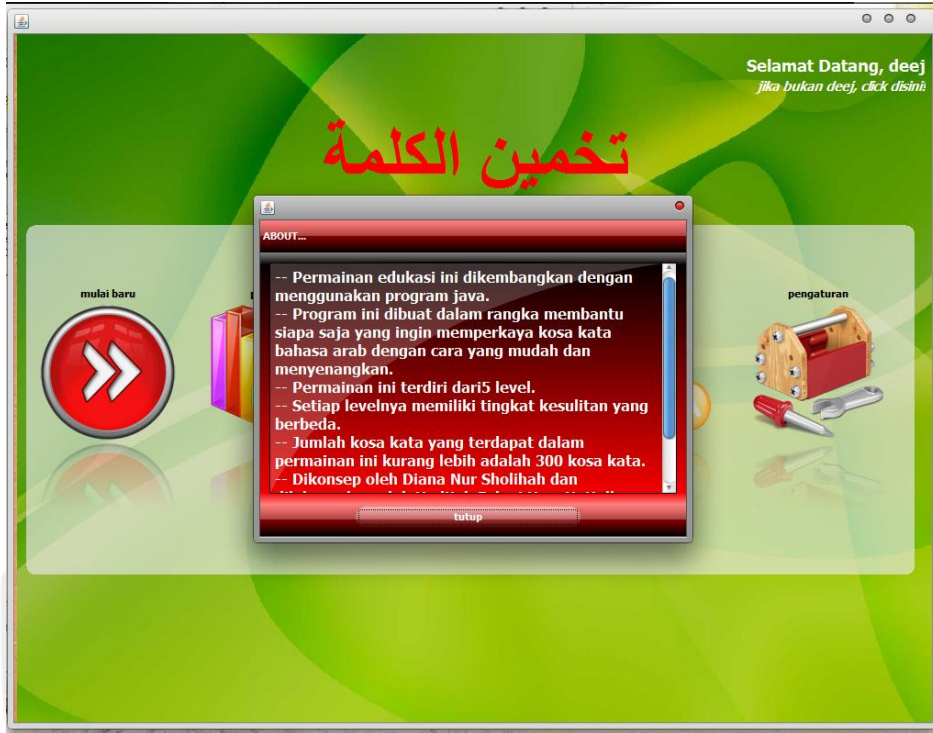 Selamat Datang, deej
jika bukan deej, click disini!
تخمين الكلمة
ABOUT...
mulai baru
pengaturan
-- Permainan edukasi ini dikembangkan dengan
menggunakan program java.
-- Program ini dibuat dalam rangka membantu
siapa saja yang ingin memperkaya kosa kata
bahasa arab dengan cara yang mudah dan
menyenangkan.
-- Permainan ini terdiri dari5 level.
-- Setiap levelnya memiliki tingkat kesulitan yang
berbeda.
-- Jumlah kosa kata yang terdapat dalam
permainan ini kurang lebih adalah 300 kosa kata.
-- Dikonsep oleh Diana Nur Sholihah dan
tutup